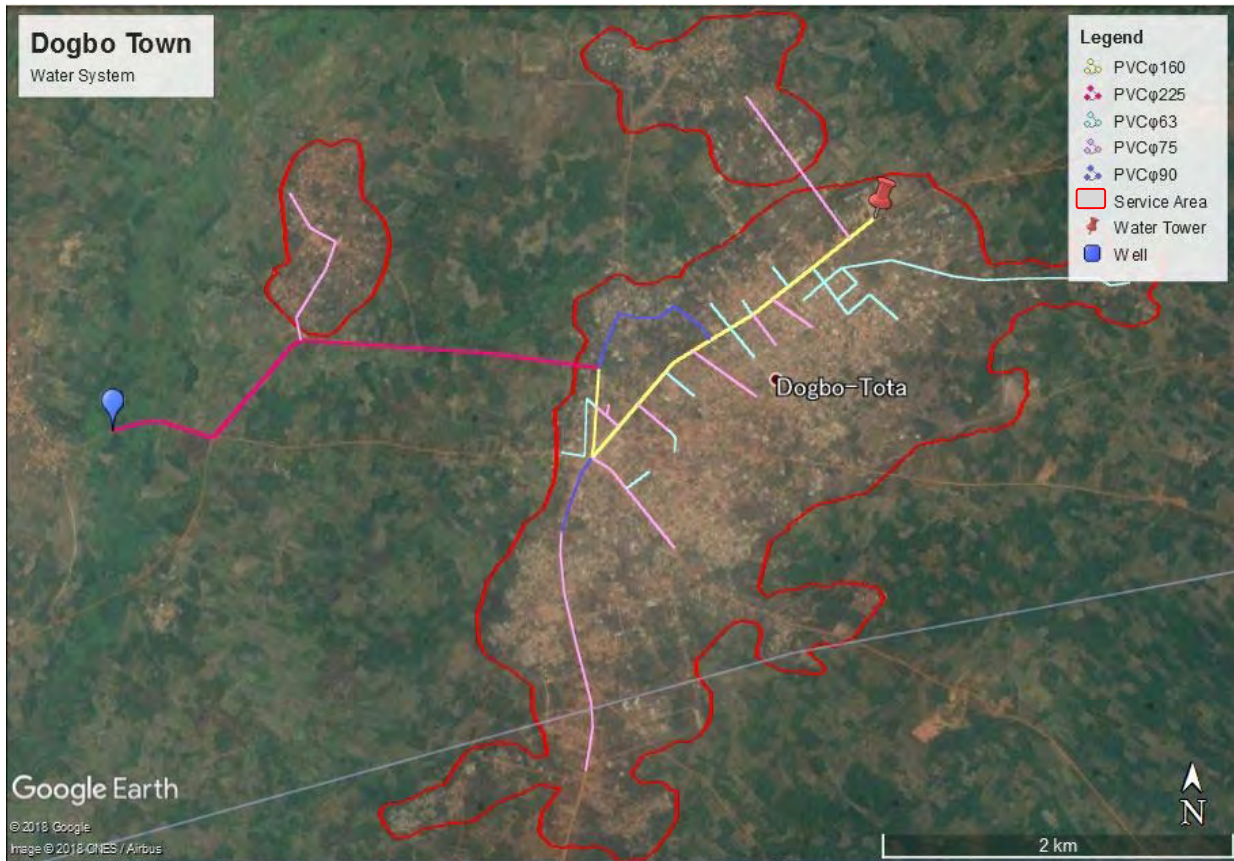 Dogbo Town
Water System
Legend
PVCφ160
PVCφ225
PVCφ63
PVCφ75
PVCφ90
Service Area
Water Tower
Well
Dogbo-Tota
Google Earth
© 2018 Google
Image © 2018 CNES / Airbus
N
2 km